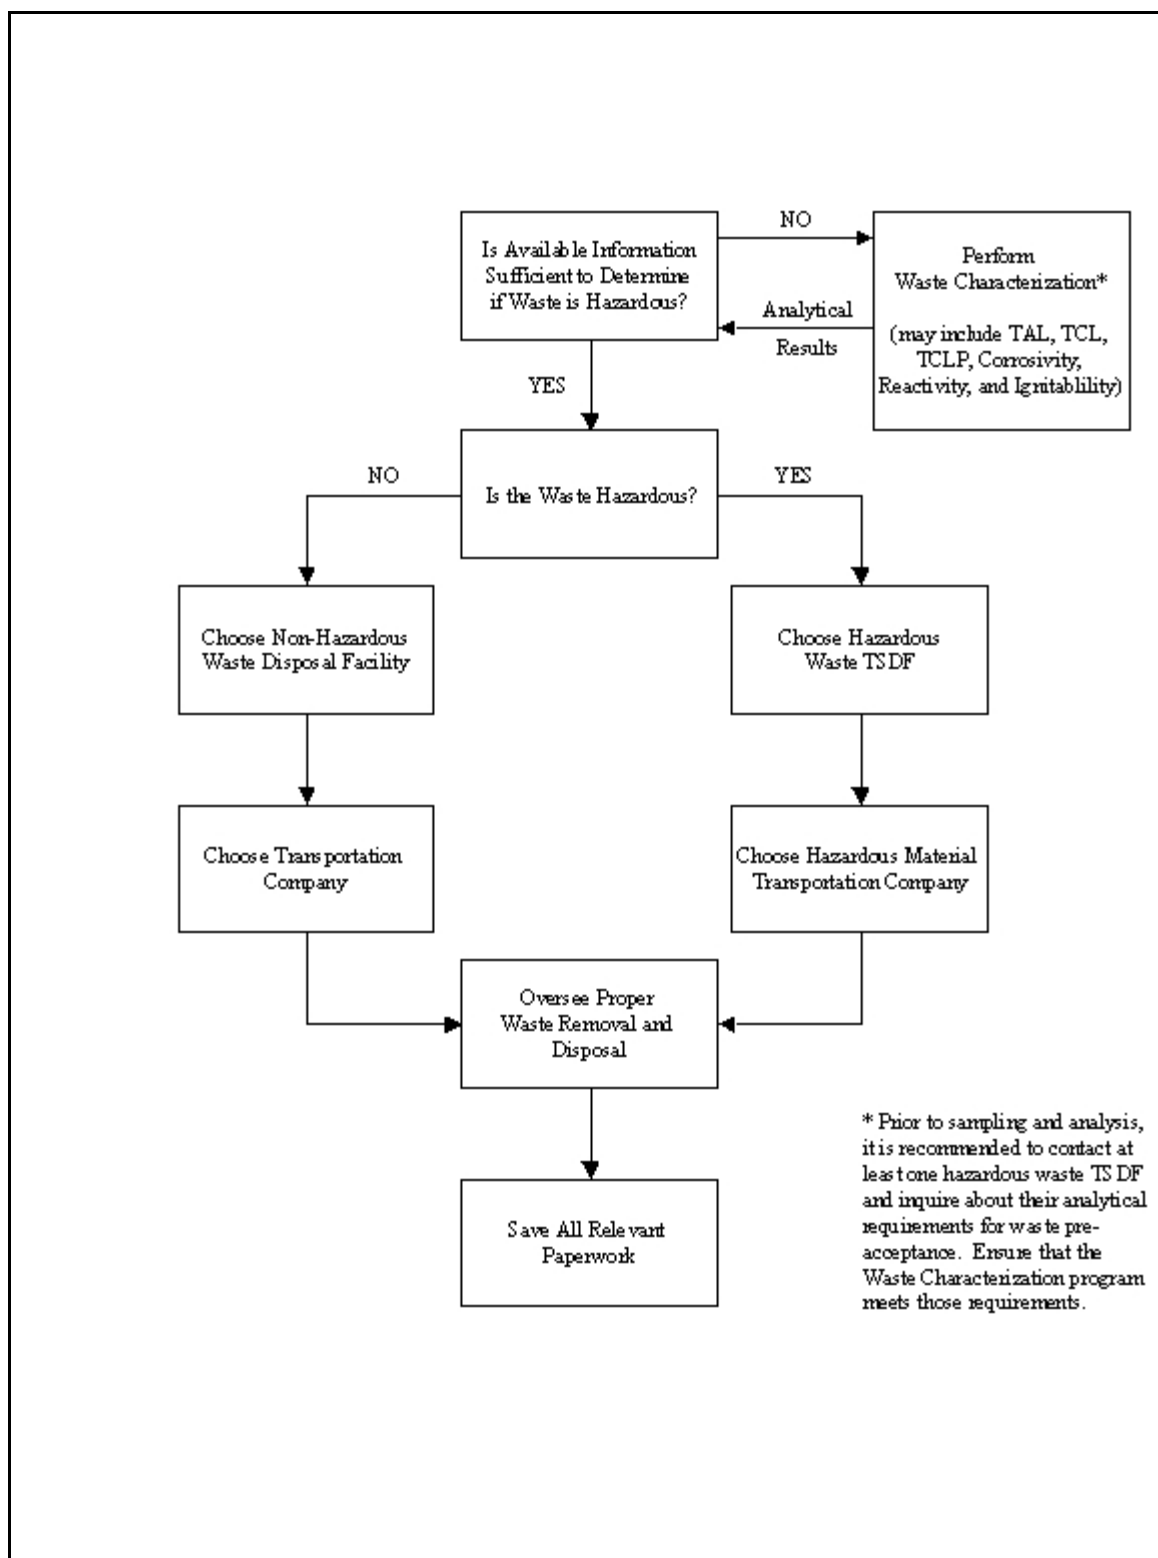 NO
Is Available Information
Sufficient to Determine
if Waste is Hazardous?
Perform
Waste Characterization*
(may include TAL, TCL,
TCLP, Corrosivity,
Reactivity, and Ignitablility)
Analytical
Results
YES
NO
YES
Is the Waste Hazardous?
Choose Non-Hazardous
Waste Disposal Facility
Choose Hazardous
Waste TSDF
Choose Transportation
Company
Choose Hazardous Material
Transportation Company
Oversee Proper
Waste Removal and
Disposal
Save All Relevant
Paperwork
* Prior to sampling and analysis,
it is recommended to contact at
least one hazardous waste TSDF
and inquire about their analytical
requirements for waste pre-
acceptance. Ensure that the
Waste Characterization program
meets those requirements.